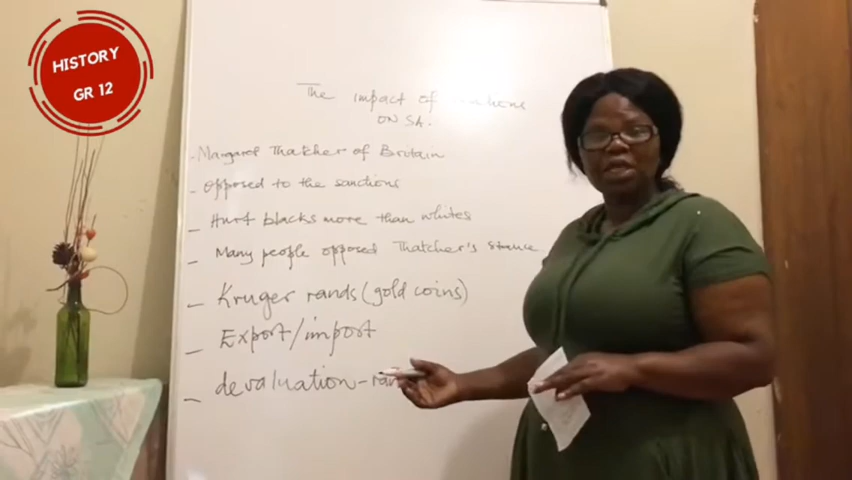 HISTORY
GR 12
The impact of
ON SA.
- Margaret Thatcher of Britain
- Opposed to the sanctions
- Hurt blacks more than whites
- Many people opposed Thatcher's stance
- Kruger rands (gold coins)
- Export/import
- devaluation -